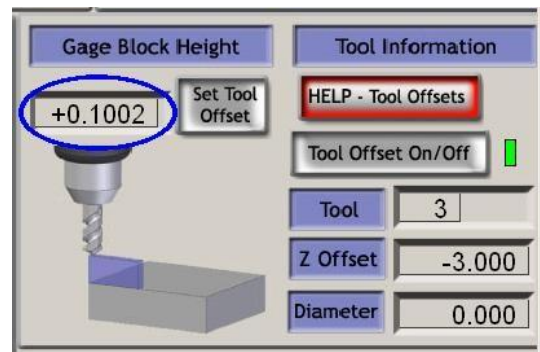 Gage Block Height
+0.1002
Set Tool
Offset
Tool Information
HELP - Tool Offsets
Tool Offset On/Off
Tool 3
Z Offset -3.000
Diameter 0.000